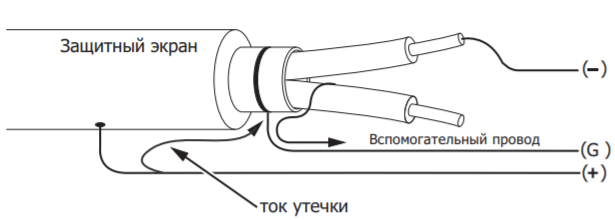 Защитный экран
(−)
Вспомогательный провод
(G )
(+)
ток утечки